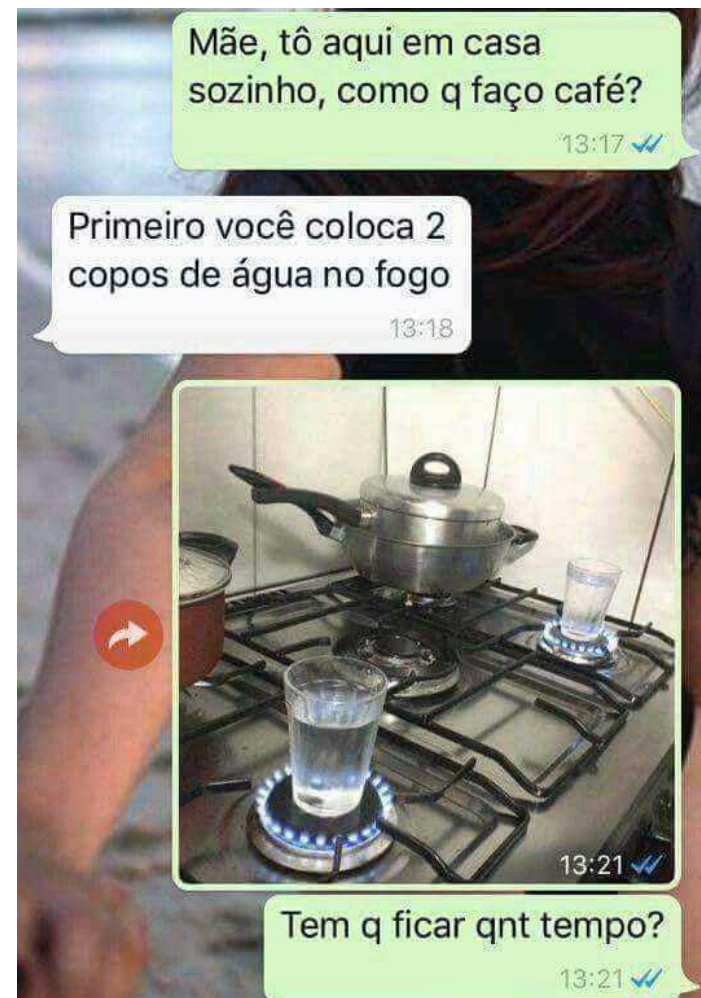 Mãe, tô aqui em casa
sozinho, como q faço café?
13:17
Primeiro você coloca 2
copos de água no fogo
13:18
13:21
Tem q ficar qnt tempo?
13:21